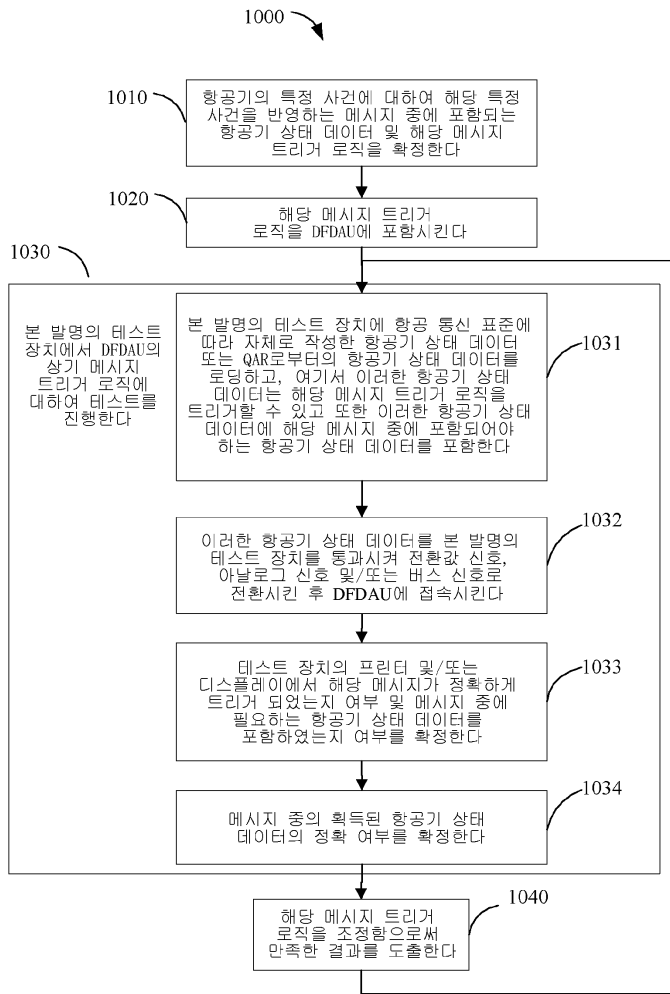 1000
1010
항공기의 특정 사건에 대하여 해당 특정
사건을 반영하는 메시지 중에 포함되는
항공기 상태 데이터 및 해당 메시지
트리거 로직을 확정한다
1020
해당 메시지 트리거
로직을 DFDAU에 포함시킨다
1030
본 발명의 테스트
장치에서 DFDAU의
상기 메시지
트리거 로직에
대하여 테스트를
진행한다
본 발명의 테스트 장치에 항공 통신 표준에
따라 자체로 작성한 항공기 상태 데이터
또는 QAR로부터의 항공기 상태 데이터를
로딩하고, 여기서 이러한 항공기 상태
데이터는 해당 메시지 트리거 로직을
트리거할 수 있고 또한 이러한 항공기 상태
데이터에 해당 메시지 중에 포함되어야
하는 항공기 상태 데이터를 포함한다
1031
이러한 항공기 상태 데이터를 본 발명의
테스트 장치를 통과시켜 전환값 신호,
아날로그 신호 및/또는 버스 신호로
전환시킨 후 DFDAU에 접속시킨다
1032
테스트 장치의 프린터 및/또는
디스플레이에서 해당 메시지가 정확하게
트리거 되었는지 여부 및 메시지 중에
필요하는 항공기 상태 데이터를
포함하였는지 여부를 확정한다
1033
메시지 중의 획득된 항공기 상태
데이터의 정확 여부를 확정한다
1034
해당 메시지 트리거
로직을 조정함으로써
만족한 결과를 도출한다
1040